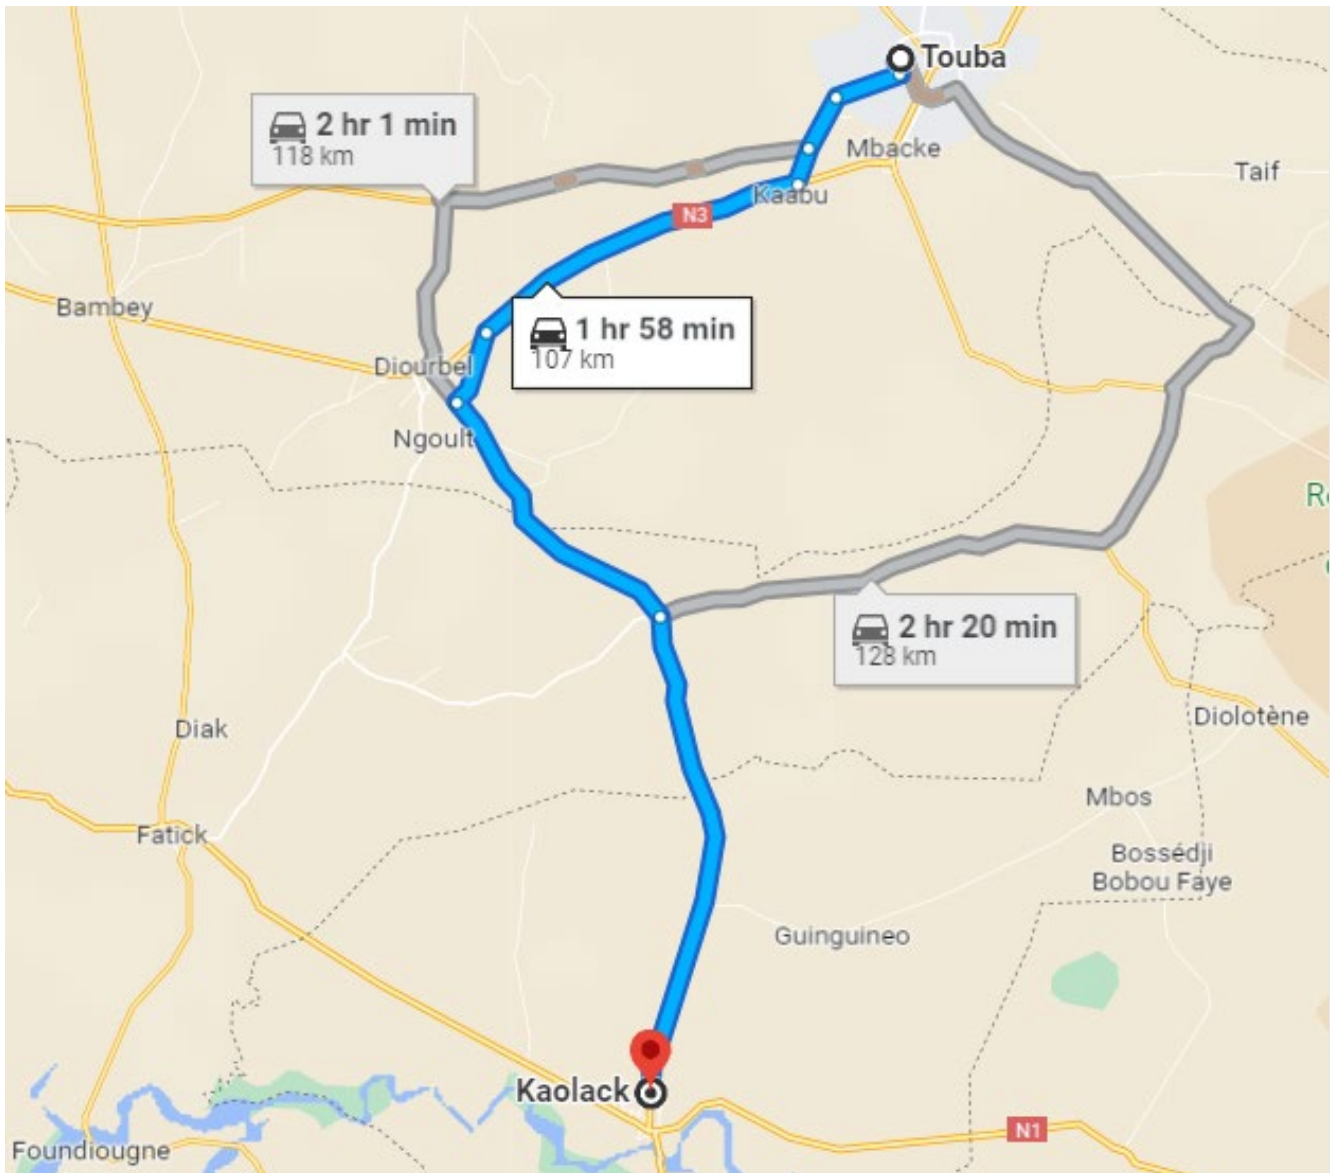 Touba
2 hr 1 min
118 km
Mbacke
Taif
Kaabu
N3
Bambey
1 hr 58 min
107 km
Diourbel
Ngoult
2 hr 20 min
128 km
Diolotène
Diak
Mbos
Fatick
Bossédji
Bobou Faye
Guinguineo
Kaolack
N1
Foundiougne